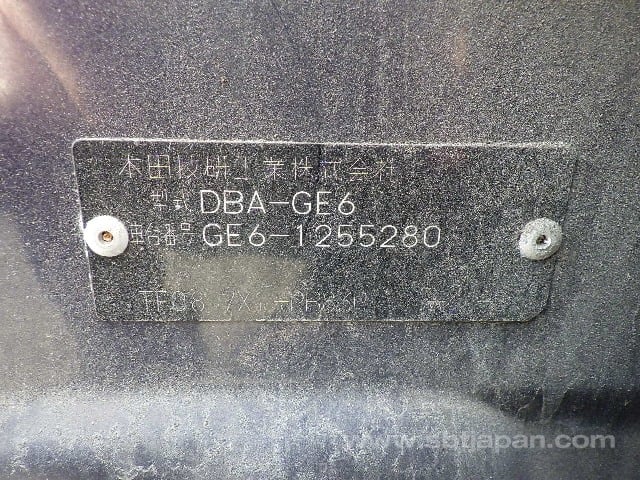 本田技研工業株式会社
型式 DBA-GE6
車台番号 GE6-1255280
www.sbtjapan.com